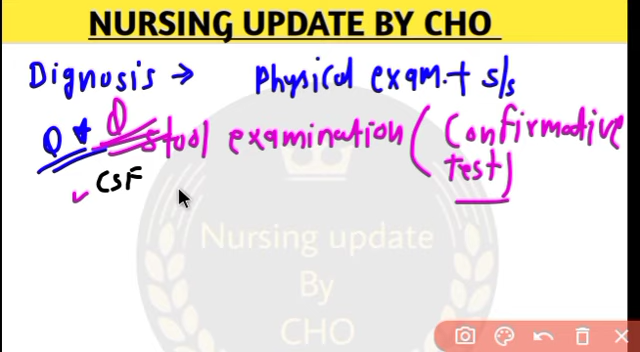 NURSING UPDATE BY CHO
Dignosis → Physical exam.+ s/s
Q * Q stool examination (Confirmative Test)
✓ CSF
Nursing update
By
CHO